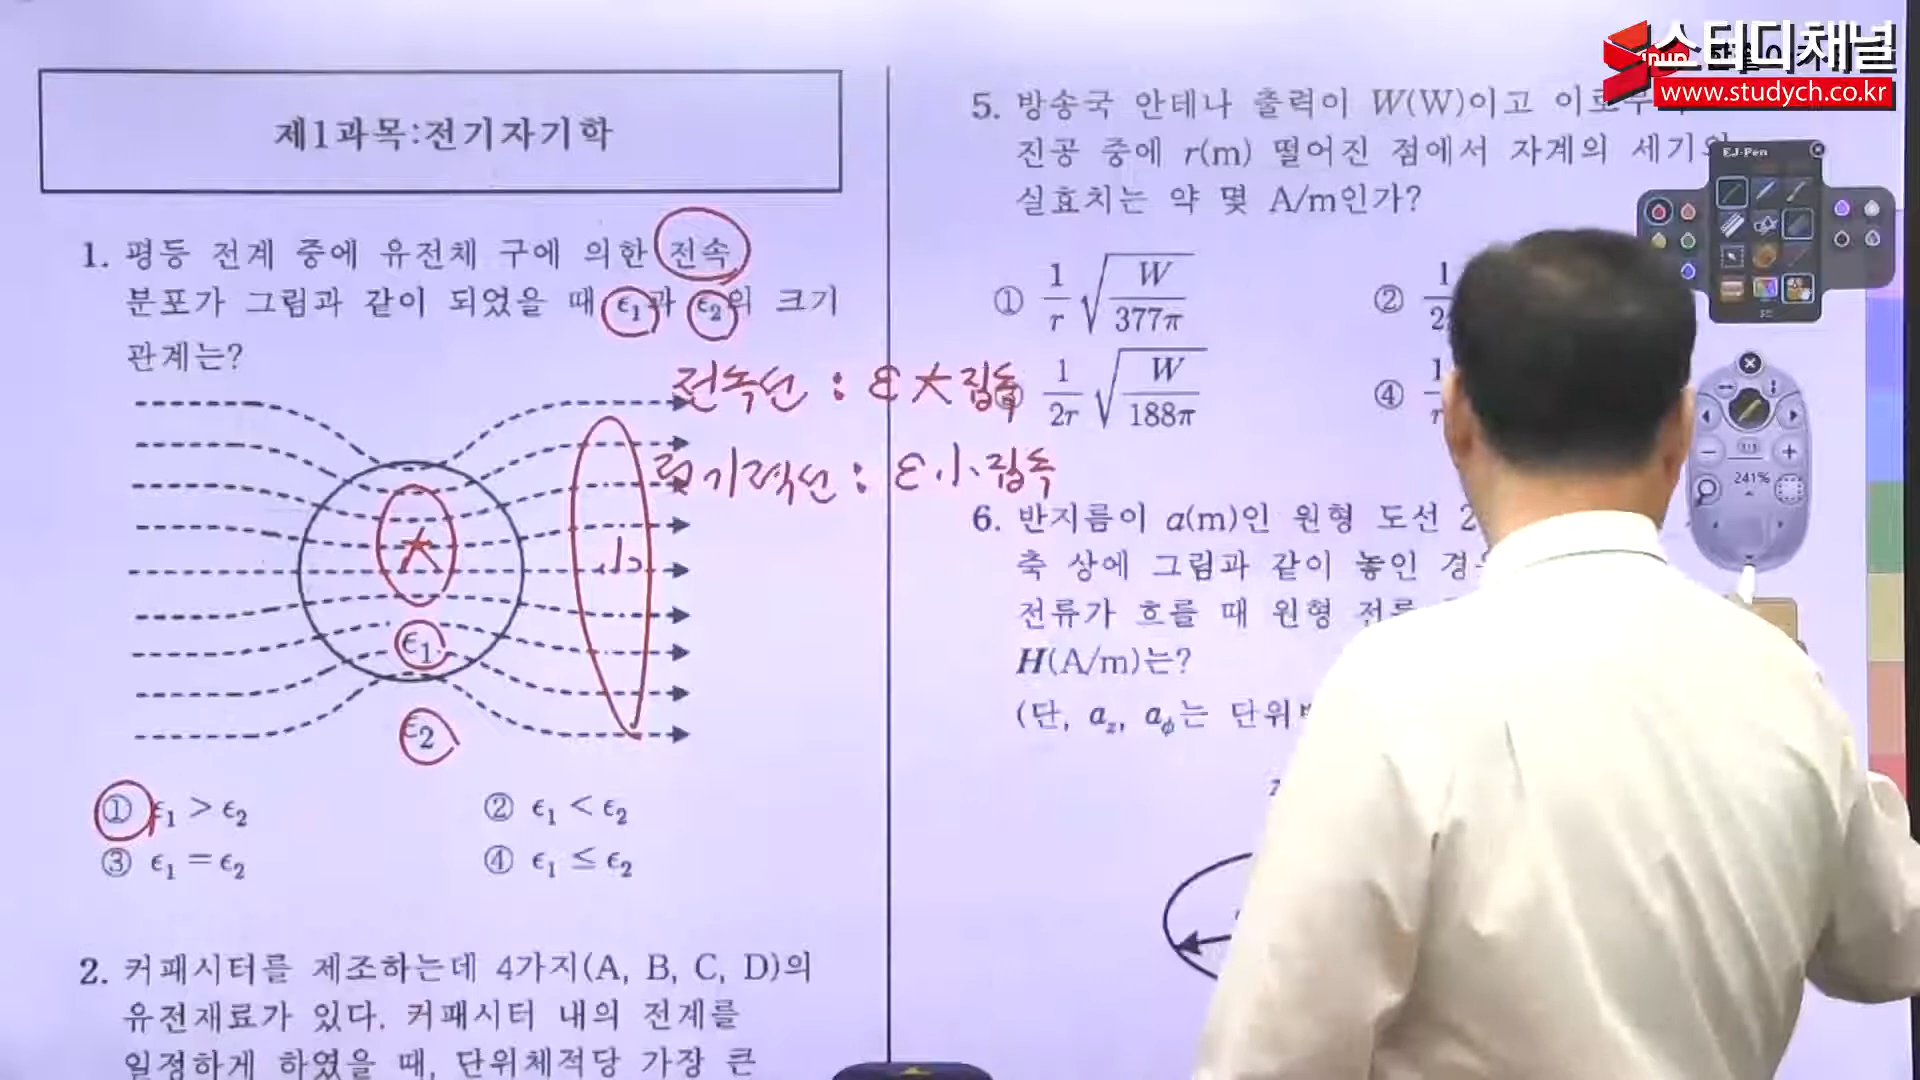 스터디채널
www.studych.co.kr
제1과목:전기자기학
1. 평등 전계 중에 유전체 구에 의한 전속
분포가 그림과 같이 되었을 때 ϵ₁과 ϵ₂의 크기
관계는?
전속선 : ε 大 집속
전기력선 : ε 小 집속
大
小
ϵ₁
ϵ₂
① ϵ₁ > ϵ₂
② ϵ₁ < ϵ₂
③ ϵ₁ = ϵ₂
④ ϵ₁ ≤ ϵ₂
2. 커패시터를 제조하는데 4가지(A, B, C, D)의
유전재료가 있다. 커패시터 내의 전계를
일정하게 하였을 때, 단위체적당 가장 큰
5. 방송국 안테나 출력이 W(W)이고
진공 중에 r(m) 떨어진 점에서 자계의 세기의
실효치는 약 몇 A/m인가?
① 1/r √(W/377π)
②
1/2r √(W/188π)
④
6. 반지름이 a(m)인 원형 도선 2
축 상에 그림과 같이 놓인
전류가 흐를 때 원형
H(A/m)는?
(단, a_z, a_ϕ는
EJ-Pen
241%